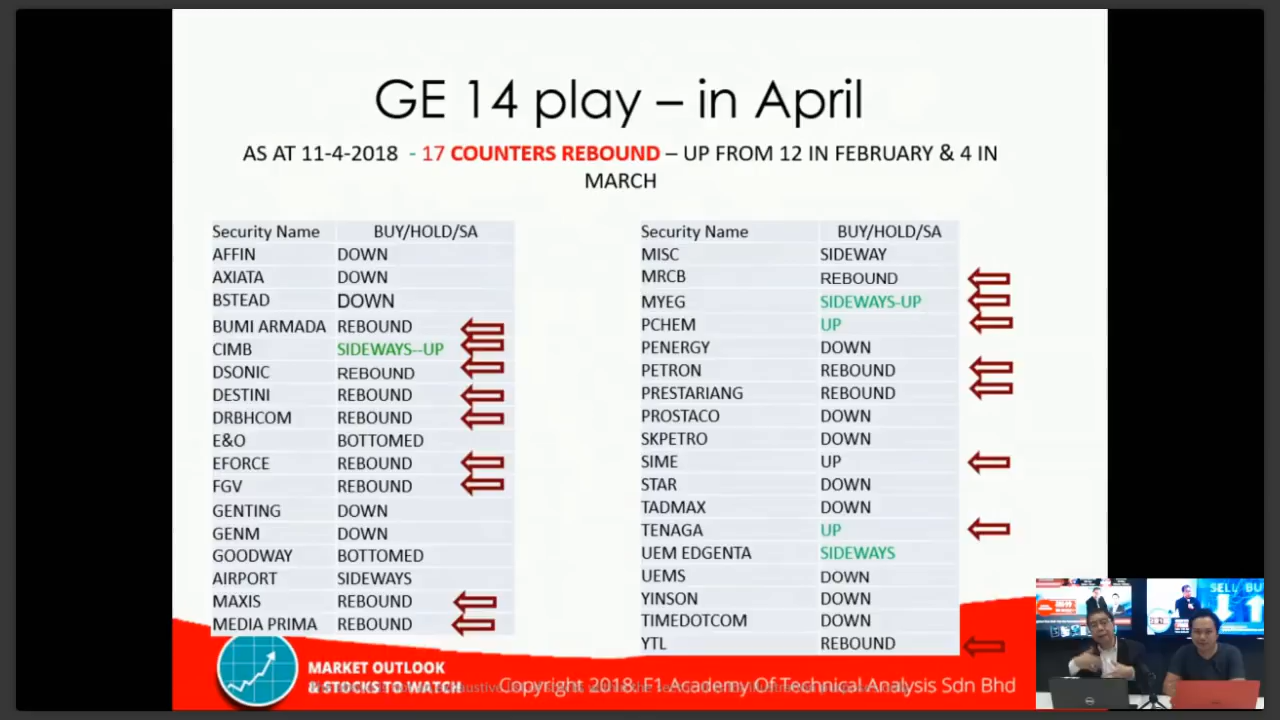 GE 14 play – in April
AS AT 11-4-2018 - 17 COUNTERS REBOUND – UP FROM 12 IN FEBRUARY & 4 IN
MARCH
Security Name BUY/HOLD/SA
AFFIN DOWN
AXIATA DOWN
BSTEAD DOWN
BUMI ARMADA REBOUND
CIMB SIDEWAYS--UP
DSONIC REBOUND
DESTINI REBOUND
DRBHCOM REBOUND
E&O BOTTOMED
EFORCE REBOUND
FGV REBOUND
GENTING DOWN
GENM DOWN
GOODWAY BOTTOMED
AIRPORT SIDEWAYS
MAXIS REBOUND
MEDIA PRIMA REBOUND
Security Name BUY/HOLD/SA
MISC SIDEWAY
MRCB REBOUND
MYEG SIDEWAYS-UP
PCHEM UP
PENERGY DOWN
PETRON REBOUND
PRESTARIANG REBOUND
PROSTACO DOWN
SKPETRO DOWN
SIME UP
STAR DOWN
TADMAX DOWN
TENAGA UP
UEM EDGENTA SIDEWAYS
UEMS DOWN
YINSON DOWN
TIMEDOTCOM DOWN
YTL REBOUND
MARKET OUTLOOK
& STOCKS TO WATCH
Copyright 2018. F1 Academy Of Technical Analysis Sdn Bhd
SELL BU